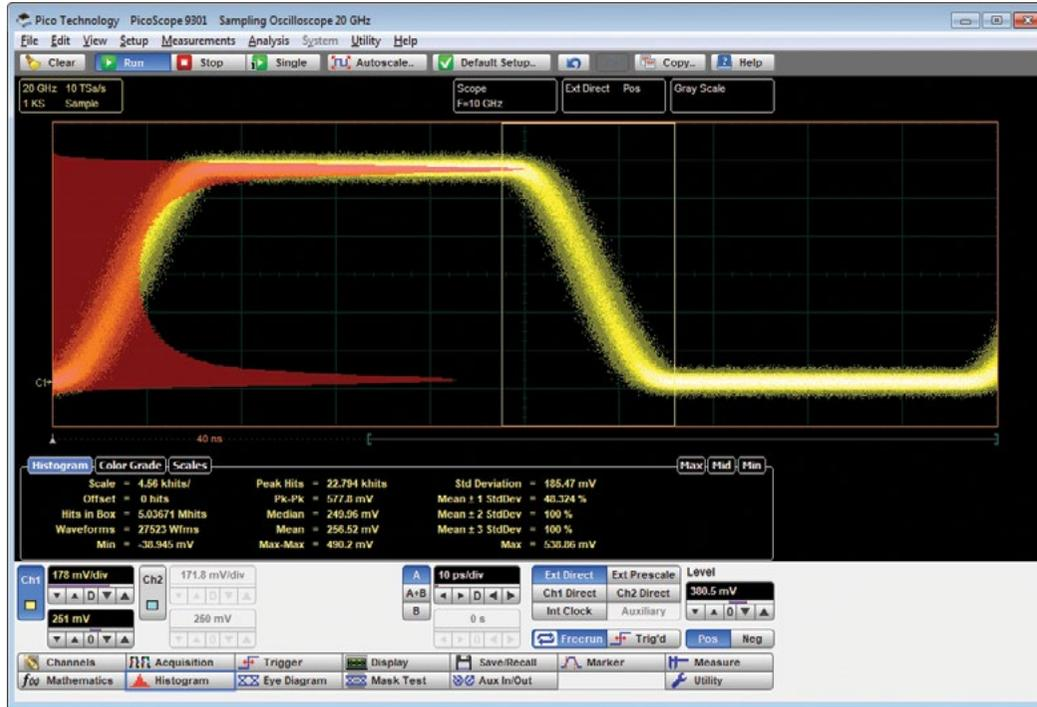 Pico Technology PicoScope 9301 Sampling Oscilloscope 20 GHz
File Edit View Setup Measurements Analysis System Utility Help
Clear Run Stop Single Autoscale.. Default Setup.. Copy.. Help
20 GHz 10 TSa/s
1 KS Sample
Scope
F=10 GHz
Ext Direct Pos
Gray Scale
C1
40 ns
Histogram Color Grade Scales Max Mid Min
Scale = 4.56 khits/ Peak Hits = 22.794 khits Std Deviation = 185.47 mV
Offset = 0 hits Pk-Pk = 577.8 mV Mean ± 1 StdDev = 48.324 %
Hits in Box = 5.03671 Mhits Median = 249.96 mV Mean ± 2 StdDev = 100 %
Waveforms = 27523 Wfms Mean = 256.52 mV Mean ± 3 StdDev = 100 %
Min = -38.945 mV Max-Max = 490.2 mV Max = 538.86 mV
Ch1 178 mV/div Ch2 171.8 mV/div A 10 ps/div Ext Direct Ext Prescale Level
A+B Ch1 Direct Ch2 Direct 380.5 mV
251 mV 250 mV B 0 s Int Clock Auxiliary
Freerun Trig'd Pos Neg
Channels Acquisition Trigger Display Save/Recall Marker Measure
f(x) Mathematics Histogram Eye Diagram Mask Test Aux In/Out Utility